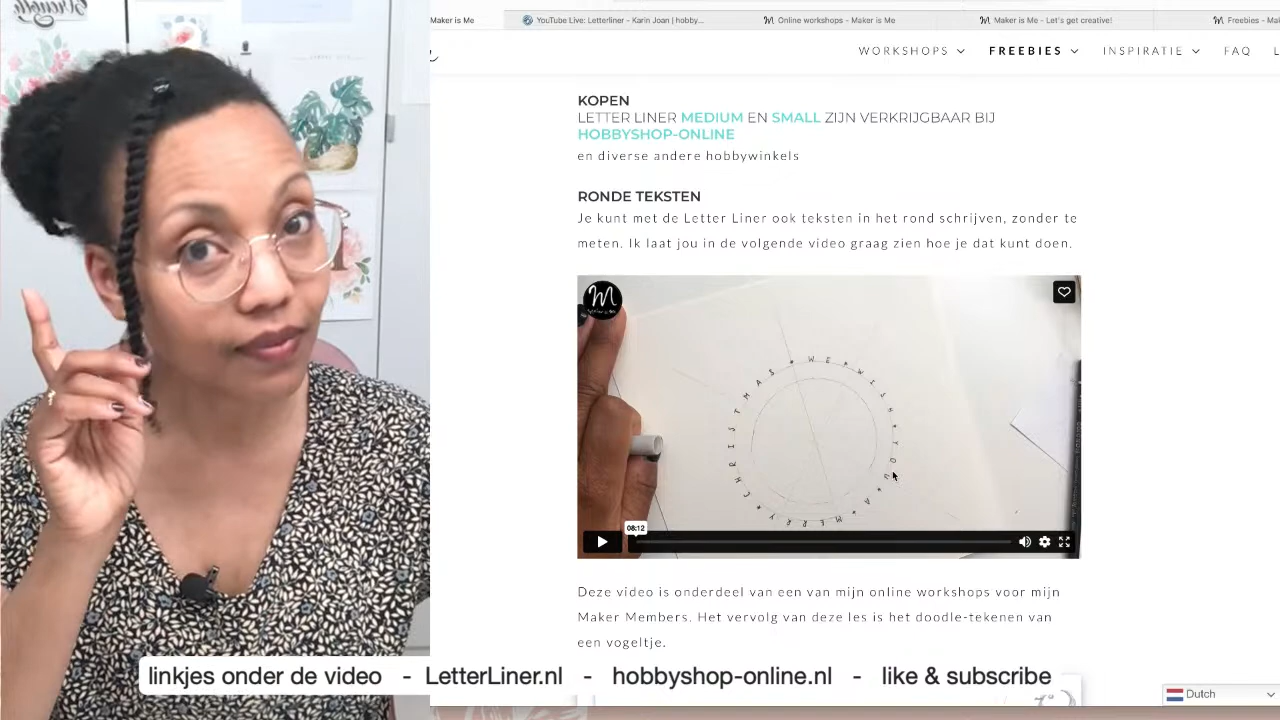 Maker is Me
YouTube Live: Letterliner - Karin Joan | hobby...
Online workshops - Maker is Me
Maker is Me - Let's get creative!
Freebies - Mak
WORKSHOPS FREEBIES INSPIRATIE FAQ L
KOPEN
LETTER LINER MEDIUM EN SMALL ZIJN VERKRIJGBAAR BIJ
HOBBYSHOP-ONLINE
en diverse andere hobbywinkels
RONDE TEKSTEN
Je kunt met de Letter Liner ook teksten in het rond schrijven, zonder te
meten. Ik laat jou in de volgende video graag zien hoe je dat kunt doen.
WE WISH YOU A MERRY CHRISTMAS
08:12
Deze video is onderdeel van een van mijn online workshops voor mijn
Maker Members. Het vervolg van deze les is het doodle-tekenen van
een vogeltje.
linkjes onder de video - LetterLiner.nl - hobbyshop-online.nl - like & subscribe
Dutch